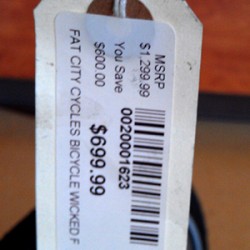 MSRP
$1,299.99
You Save
$600.00
0020001623
$699.99
FAT CITY CYCLES BICYCLE WICKED F